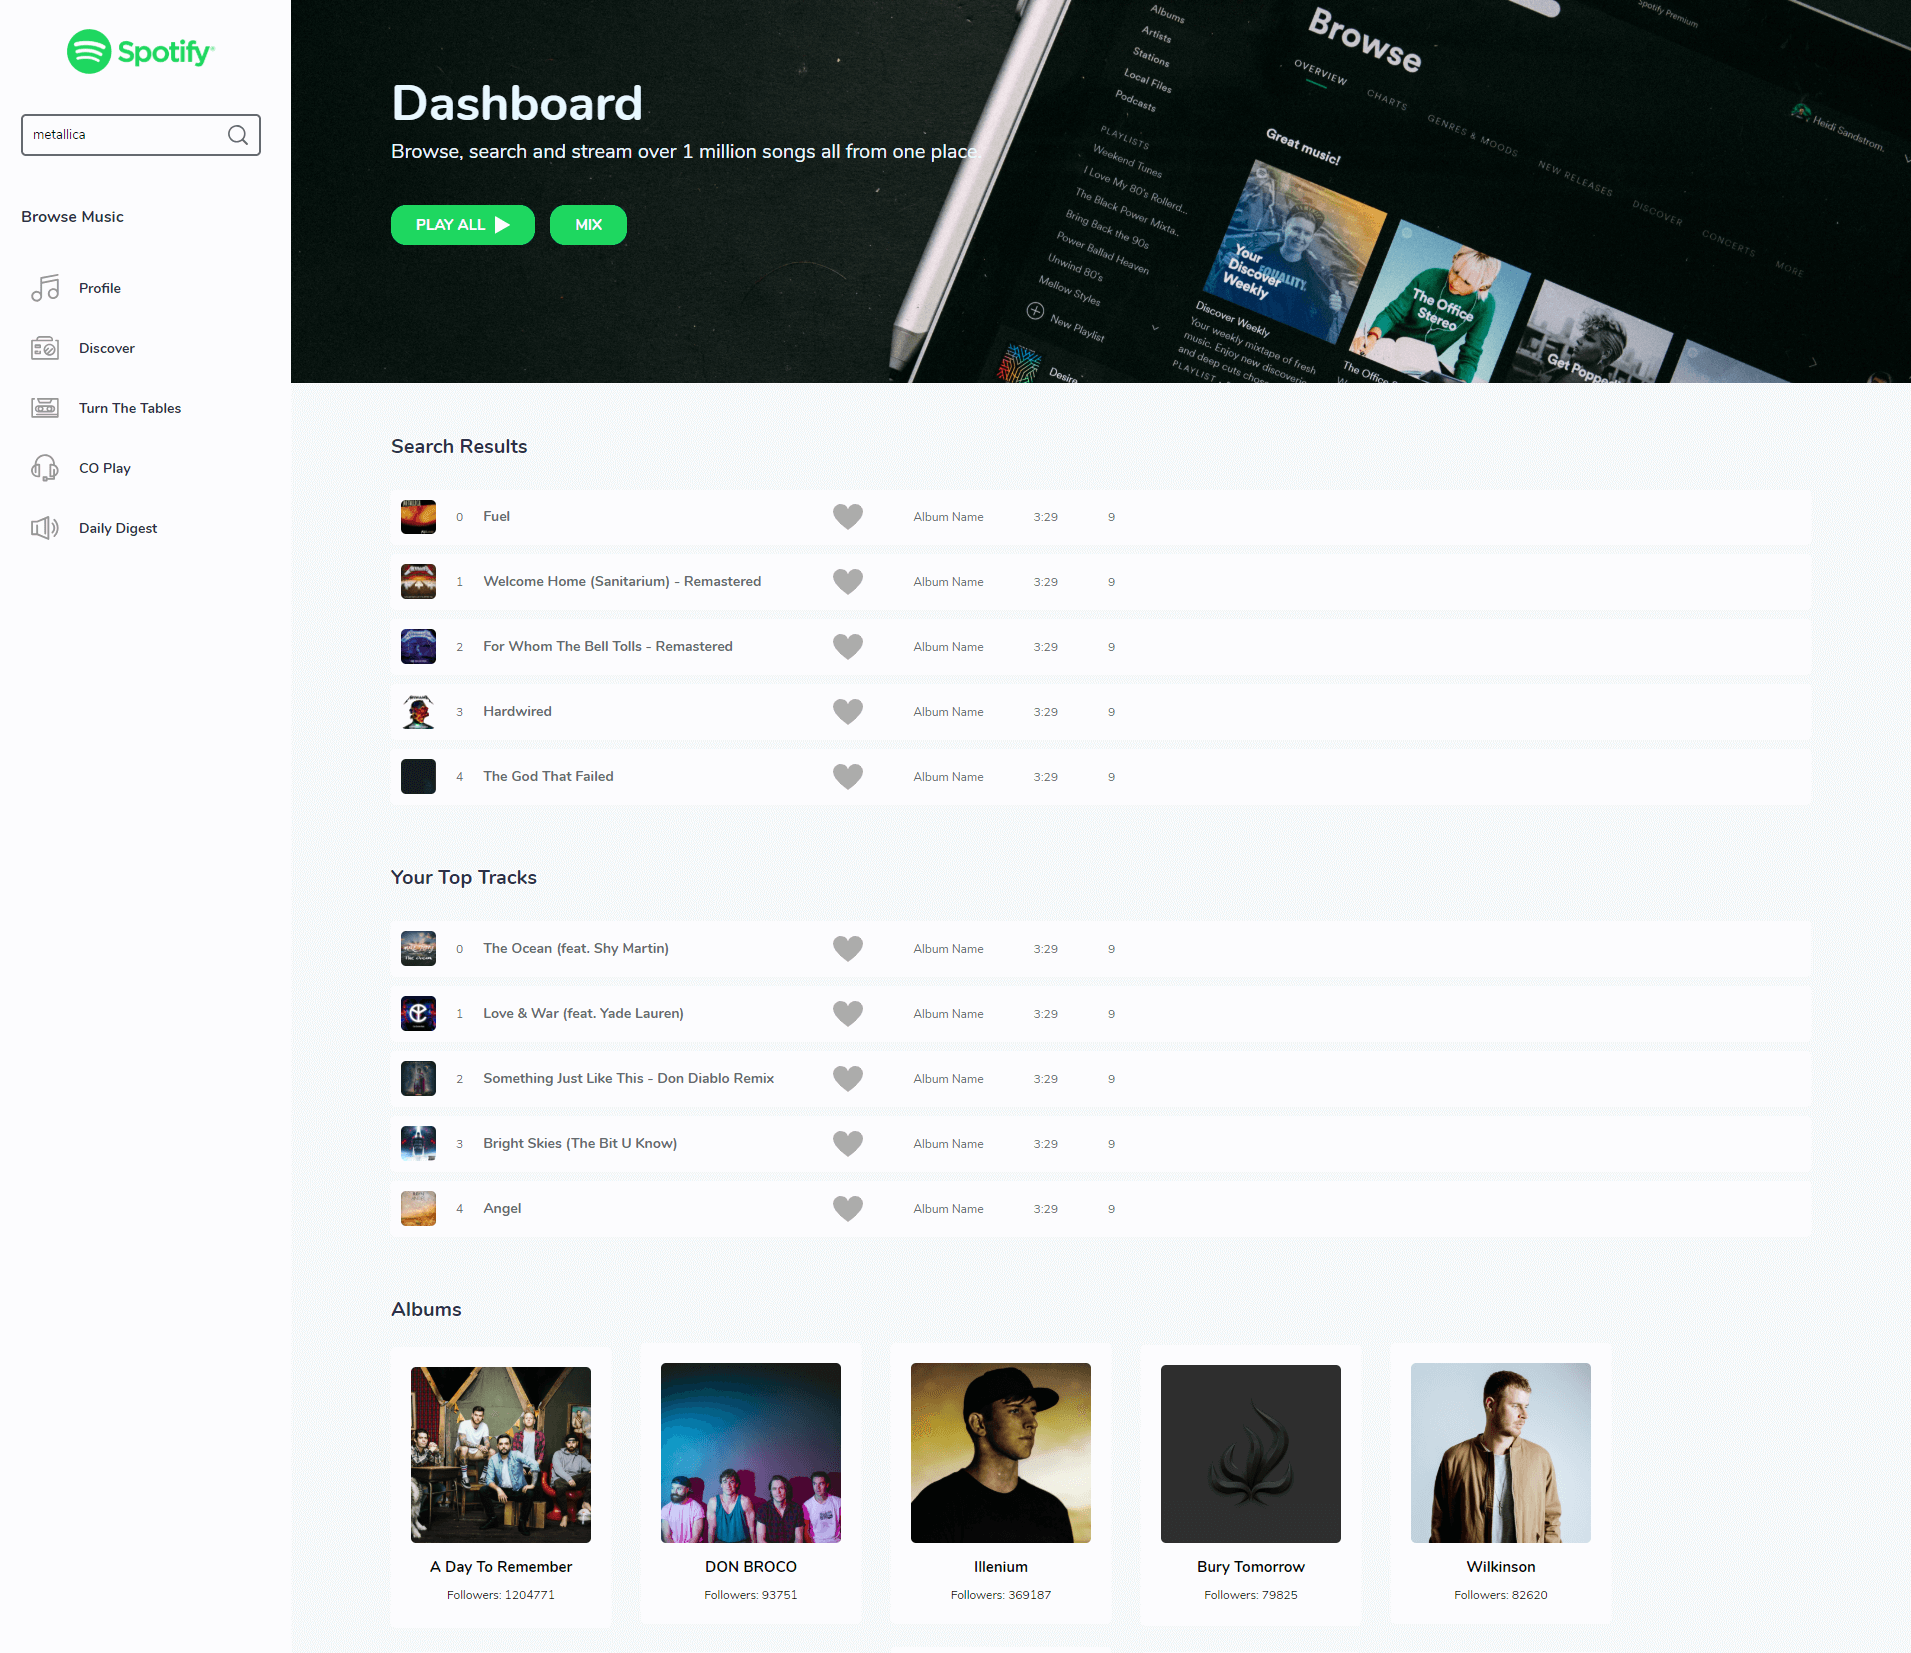 Spotify
metallica
Browse Music
Profile
Discover
Turn The Tables
CO Play
Daily Digest
Dashboard
Browse, search and stream over 1 million songs all from one place.
PLAY ALL
MIX
Albums
Artists
Stations
Local Files
Podcasts
PLAYLISTS
Weekend Tunes
I Love My 80's Rollerd...
The Black Power Mixta..
Bring Back the 90s
Power Ballad Heaven
Unwind 80's
Mellow Styles
New Playlist
Desire
Spotify Premium
Browse
OVERVIEW
CHARTS
GENRES & MOODS
NEW RELEASES
DISCOVER
CONCERTS
MORE
Heidi Sandstrom.
Great music!
EQUALITY.
Your
Discover
Weekly
Discover Weekly
Your weekly mixtape of fresh
music. Enjoy new discoverie
and deep cuts chose
PLAYLIST
The Office
Stereo
The Office
Get Popped
Search Results
0 Fuel Album Name 3:29 9
1 Welcome Home (Sanitarium) - Remastered Album Name 3:29 9
2 For Whom The Bell Tolls - Remastered Album Name 3:29 9
3 Hardwired Album Name 3:29 9
4 The God That Failed Album Name 3:29 9
Your Top Tracks
0 The Ocean (feat. Shy Martin) Album Name 3:29 9
1 Love & War (feat. Yade Lauren) Album Name 3:29 9
2 Something Just Like This - Don Diablo Remix Album Name 3:29 9
3 Bright Skies (The Bit U Know) Album Name 3:29 9
4 Angel Album Name 3:29 9
Albums
A Day To Remember
Followers: 1204771
DON BROCO
Followers: 93751
Illenium
Followers: 369187
Bury Tomorrow
Followers: 79825
Wilkinson
Followers: 82620